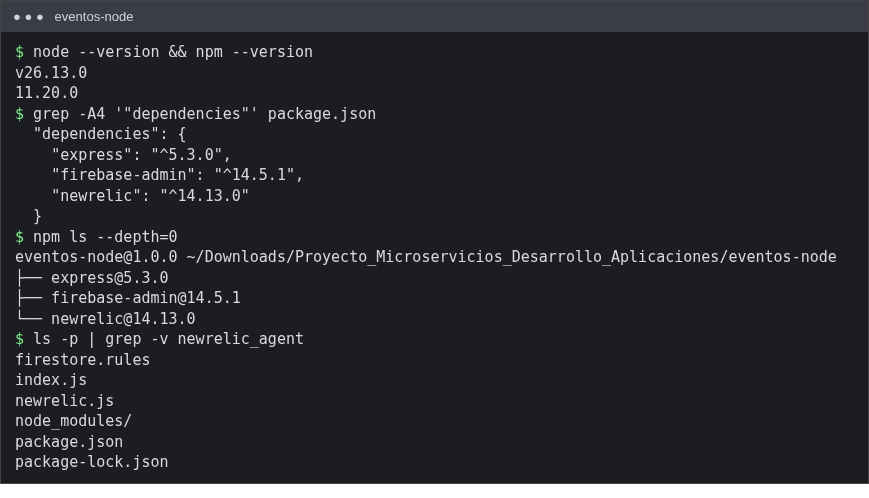 eventos-node
$ node --version && npm --version
v26.13.0
11.20.0
$ grep -A4 '"dependencies"' package.json
  "dependencies": {
    "express": "^5.3.0",
    "firebase-admin": "^14.5.1",
    "newrelic": "^14.13.0"
  }
$ npm ls --depth=0
eventos-node@1.0.0 ~/Downloads/Proyecto_Microservicios_Desarrollo_Aplicaciones/eventos-node
├── express@5.3.0
├── firebase-admin@14.5.1
└── newrelic@14.13.0
$ ls -p | grep -v newrelic_agent
firestore.rules
index.js
newrelic.js
node_modules/
package.json
package-lock.json